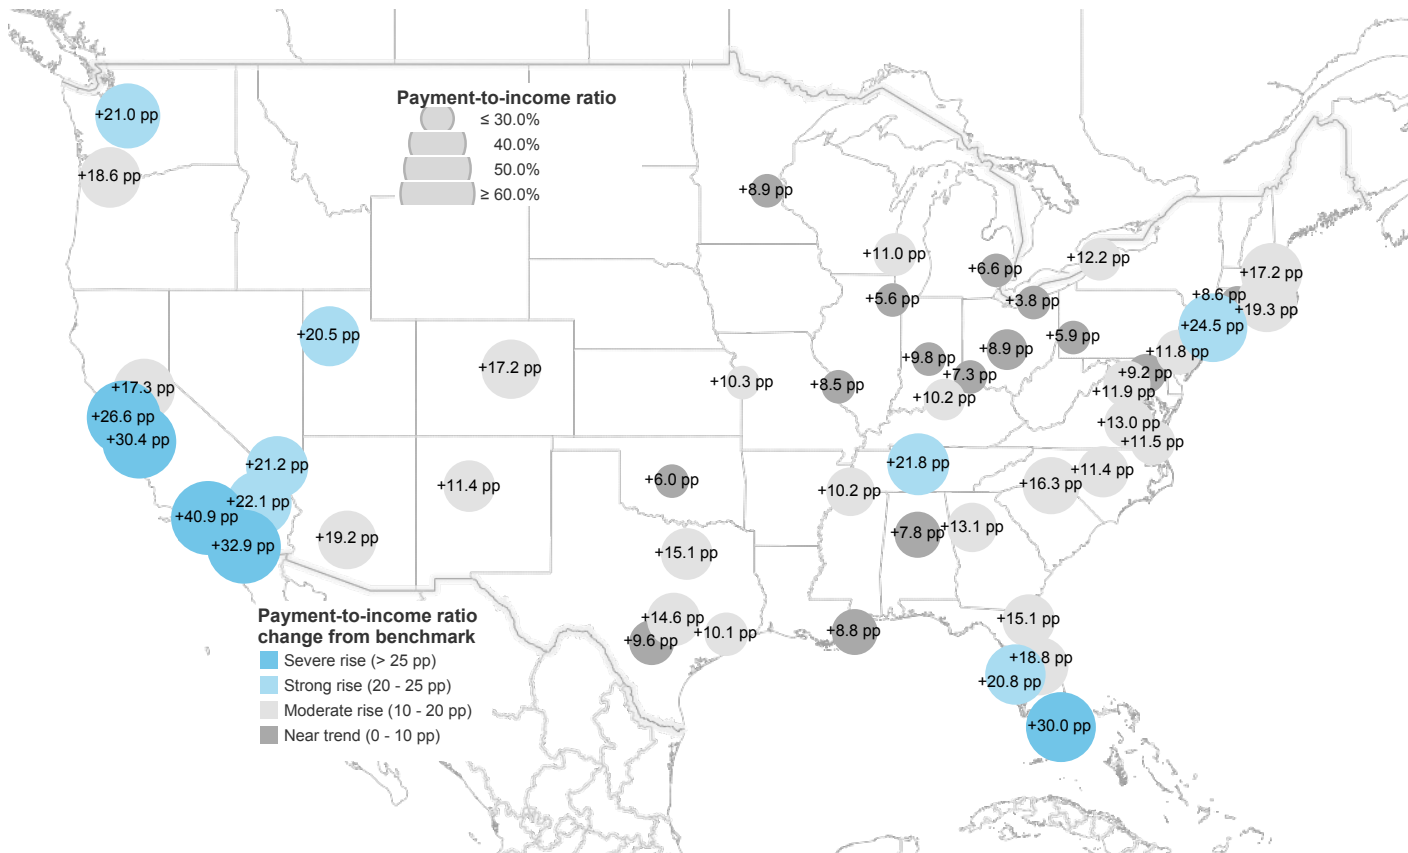 +21.0 pp
Payment-to-income ratio
≤ 30.0%
40.0%
50.0%
≥ 60.0%
+18.6 pp
+8.9 pp
+11.0 pp
+12.2 pp
+6.6 pp
+17.2 pp
+5.6 pp
+3.8 pp
+8.6 pp
+19.3 pp
+24.5 pp
+20.5 pp
+5.9 pp
+8.9 pp
+11.8 pp
+9.8 pp
+17.2 pp
+7.3 pp
+9.2 pp
+10.3 pp
+17.3 pp
+8.5 pp
+11.9 pp
+10.2 pp
+26.6 pp
+13.0 pp
+30.4 pp
+11.5 pp
+21.2 pp
+21.8 pp
+11.4 pp
+6.0 pp
+16.3 pp
+11.4 pp
+10.2 pp
+22.1 pp
+40.9 pp
+13.1 pp
+7.8 pp
+19.2 pp
+32.9 pp
+15.1 pp
Payment-to-income ratio
change from benchmark
Severe rise (> 25 pp)
Strong rise (20 - 25 pp)
Moderate rise (10 - 20 pp)
Near trend (0 - 10 pp)
+14.6 pp
+9.6 pp
+10.1 pp
+8.8 pp
+15.1 pp
+18.8 pp
+20.8 pp
+30.0 pp